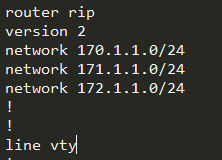 router rip
version 2
network 170.1.1.0/24
network 171.1.1.0/24
network 172.1.1.0/24
!
!
line vty